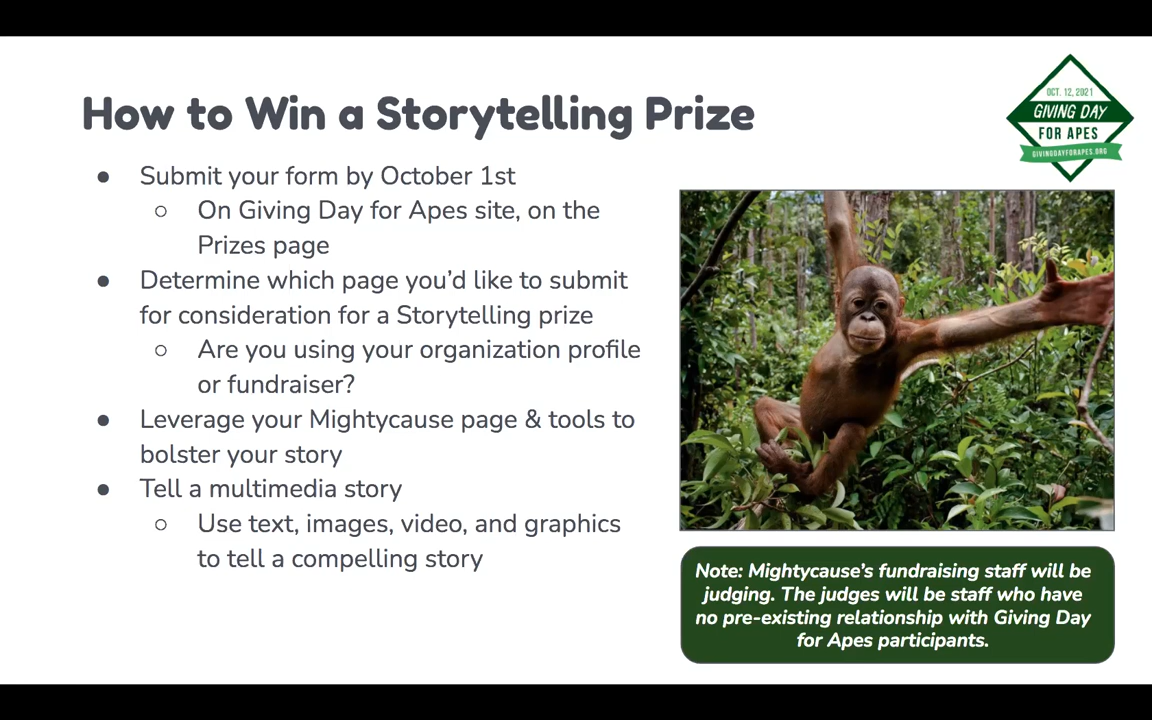 How to Win a Storytelling Prize
OCT. 12, 2021
GIVING DAY
FOR APES
GIVINGDAYFORAPES.ORG
● Submit your form by October 1st
○ On Giving Day for Apes site, on the
Prizes page
● Determine which page you’d like to submit
for consideration for a Storytelling prize
○ Are you using your organization profile
or fundraiser?
● Leverage your Mightycause page & tools to
bolster your story
● Tell a multimedia story
○ Use text, images, video, and graphics
to tell a compelling story
Note: Mightycause’s fundraising staff will be
judging. The judges will be staff who have
no pre-existing relationship with Giving Day
for Apes participants.